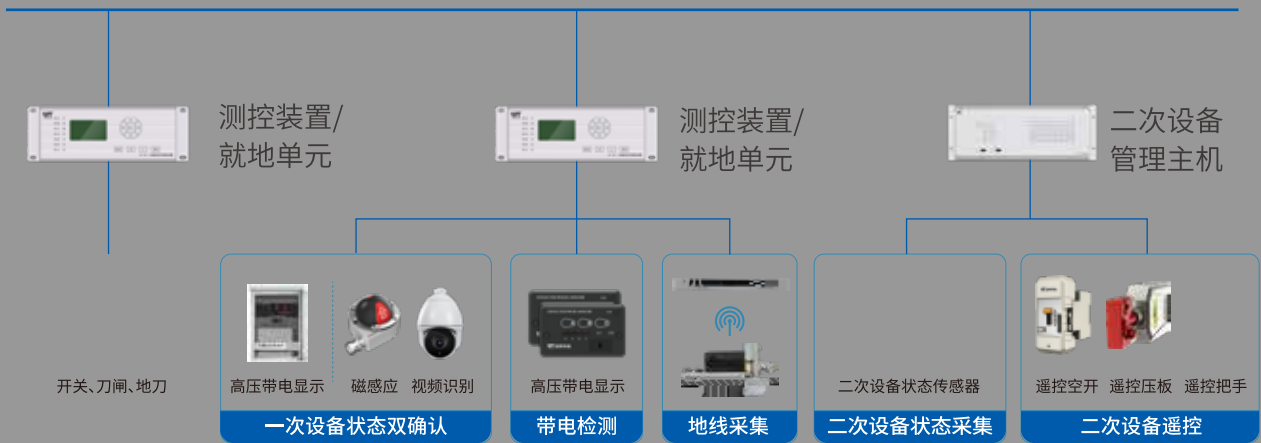 测控装置/
就地单元
测控装置/
就地单元
二次设备
管理主机
开关、刀闸、地刀
高压带电显示
磁感应
视频识别
一次设备状态双确认
高压带电显示
带电检测
地线采集
二次设备状态传感器
二次设备状态采集
遥控空开
遥控压板
遥控把手
二次设备遥控